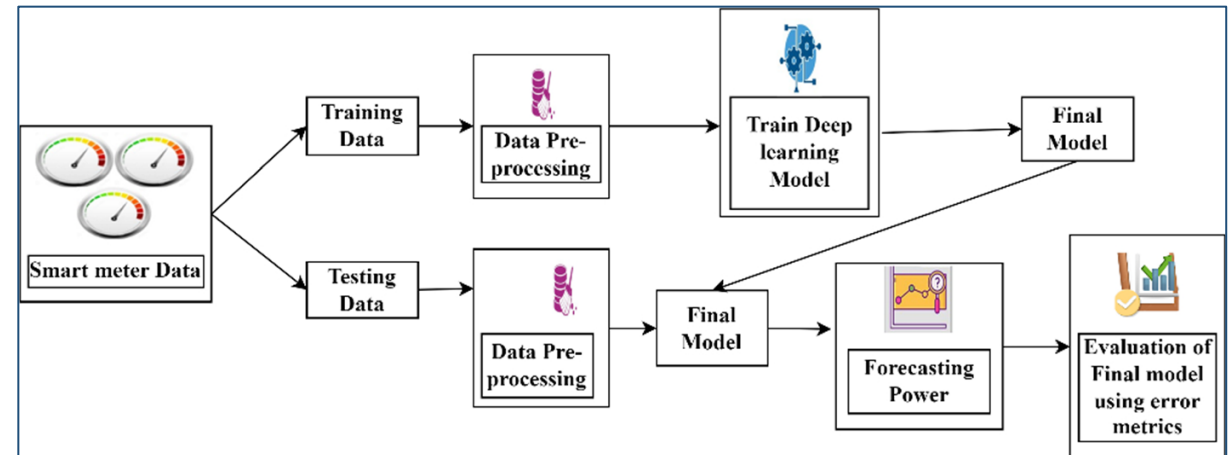 Smart meter Data
Training
Data
Data Pre-
processing
Train Deep
learning
Model
Final
Model
Testing
Data
Data Pre-
processing
Final
Model
Forecasting
Power
Evaluation of
Final model
using error
metrics
?